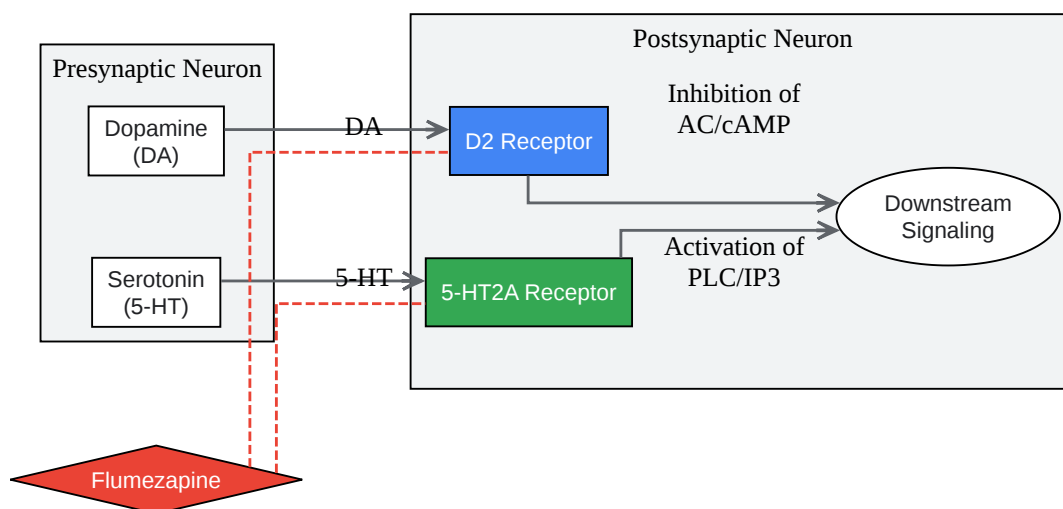 Presynaptic Neuron
Postsynaptic Neuron
Dopamine
(DA)
DA
D2 Receptor
Inhibition of
AC/cAMP
Downstream
Signaling
Serotonin
(5-HT)
5-HT
5-HT2A Receptor
Activation of
PLC/IP3
Flumezapine